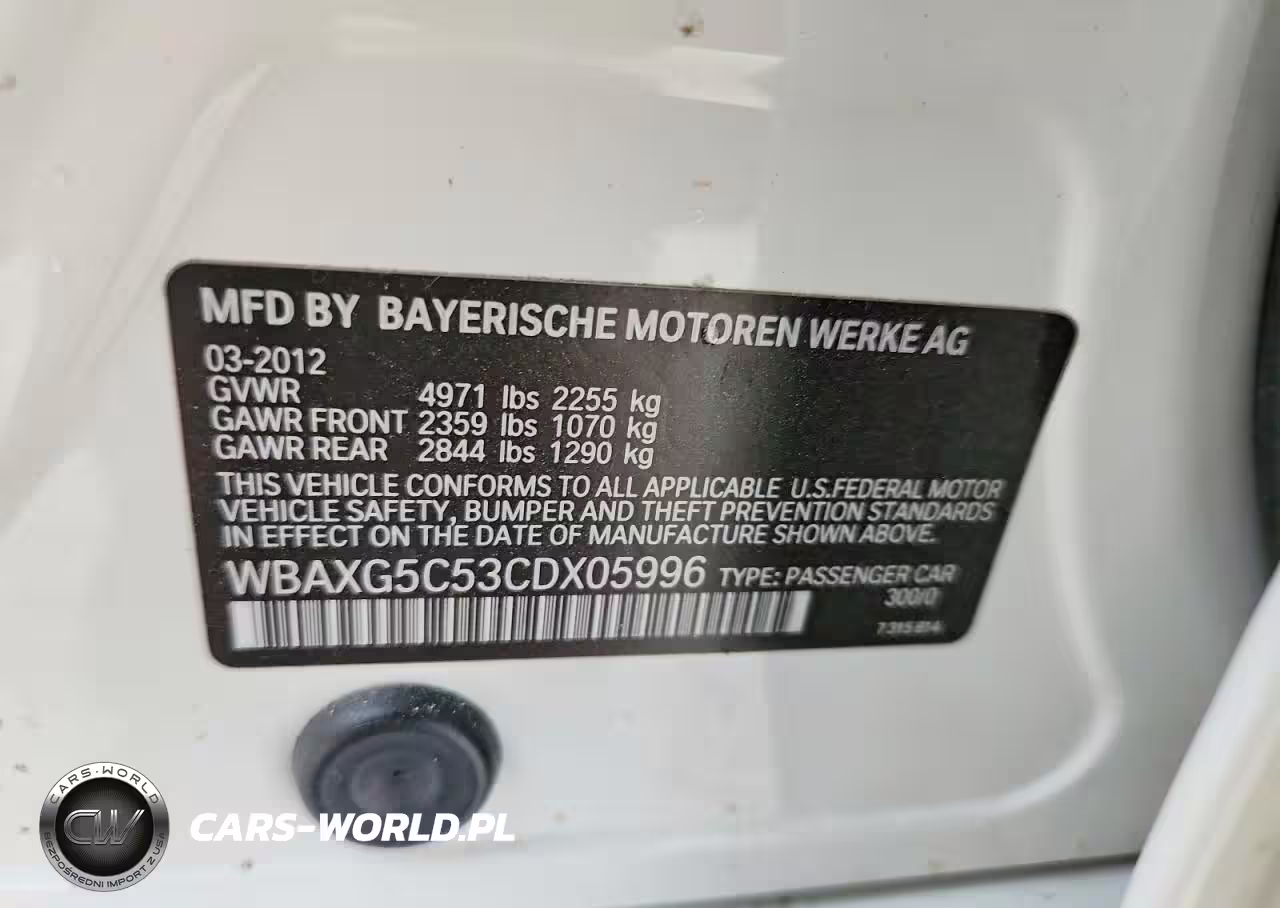 MFD BY BAYERISCHE MOTOREN WERKE AG
03-2012
GVWR 4971 lbs 2255 kg
GAWR FRONT 2359 lbs 1070 kg
GAWR REAR 2844 lbs 1290 kg
THIS VEHICLE CONFORMS TO ALL APPLICABLE U.S.FEDERAL MOTOR
VEHICLE SAFETY, BUMPER AND THEFT PREVENTION STANDARDS
IN EFFECT ON THE DATE OF MANUFACTURE SHOWN ABOVE.
WBAXG5C53CDX05996 TYPE: PASSENGER CAR
300/0
7 315 614
CARS-WORLD
CW
BEZPOŚREDNI IMPORT Z USA
CARS-WORLD.PL